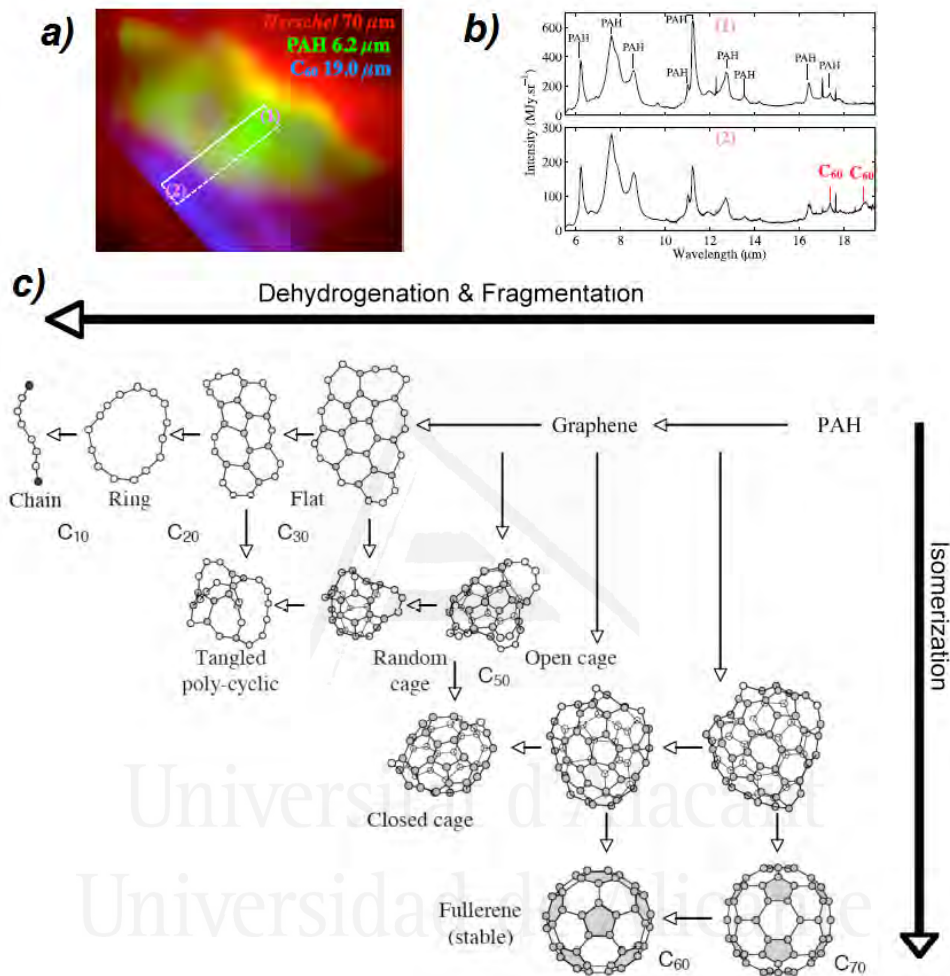 a)
Herschel 70 μm
PAH 6.2 μm
C60 19.0 μm
(1)
(2)
b)
(1)
PAH
PAH
PAH
PAH
PAH
PAH
PAH
PAH
PAH
600
400
200
0
Intensity (MJy.sr⁻¹)
(2)
C60
C60
300
200
100
0
6
8
10
12
14
16
18
Wavelength (μm)
c)
Dehydrogenation & Fragmentation
Graphene
PAH
Chain
Ring
Flat
C10
C20
C30
Isomerization
Tangled
poly-cyclic
Random
cage
Open cage
C50
Closed cage
Universitat d'Alacant
Universidad de Alicante
Fullerene
(stable)
C60
C70